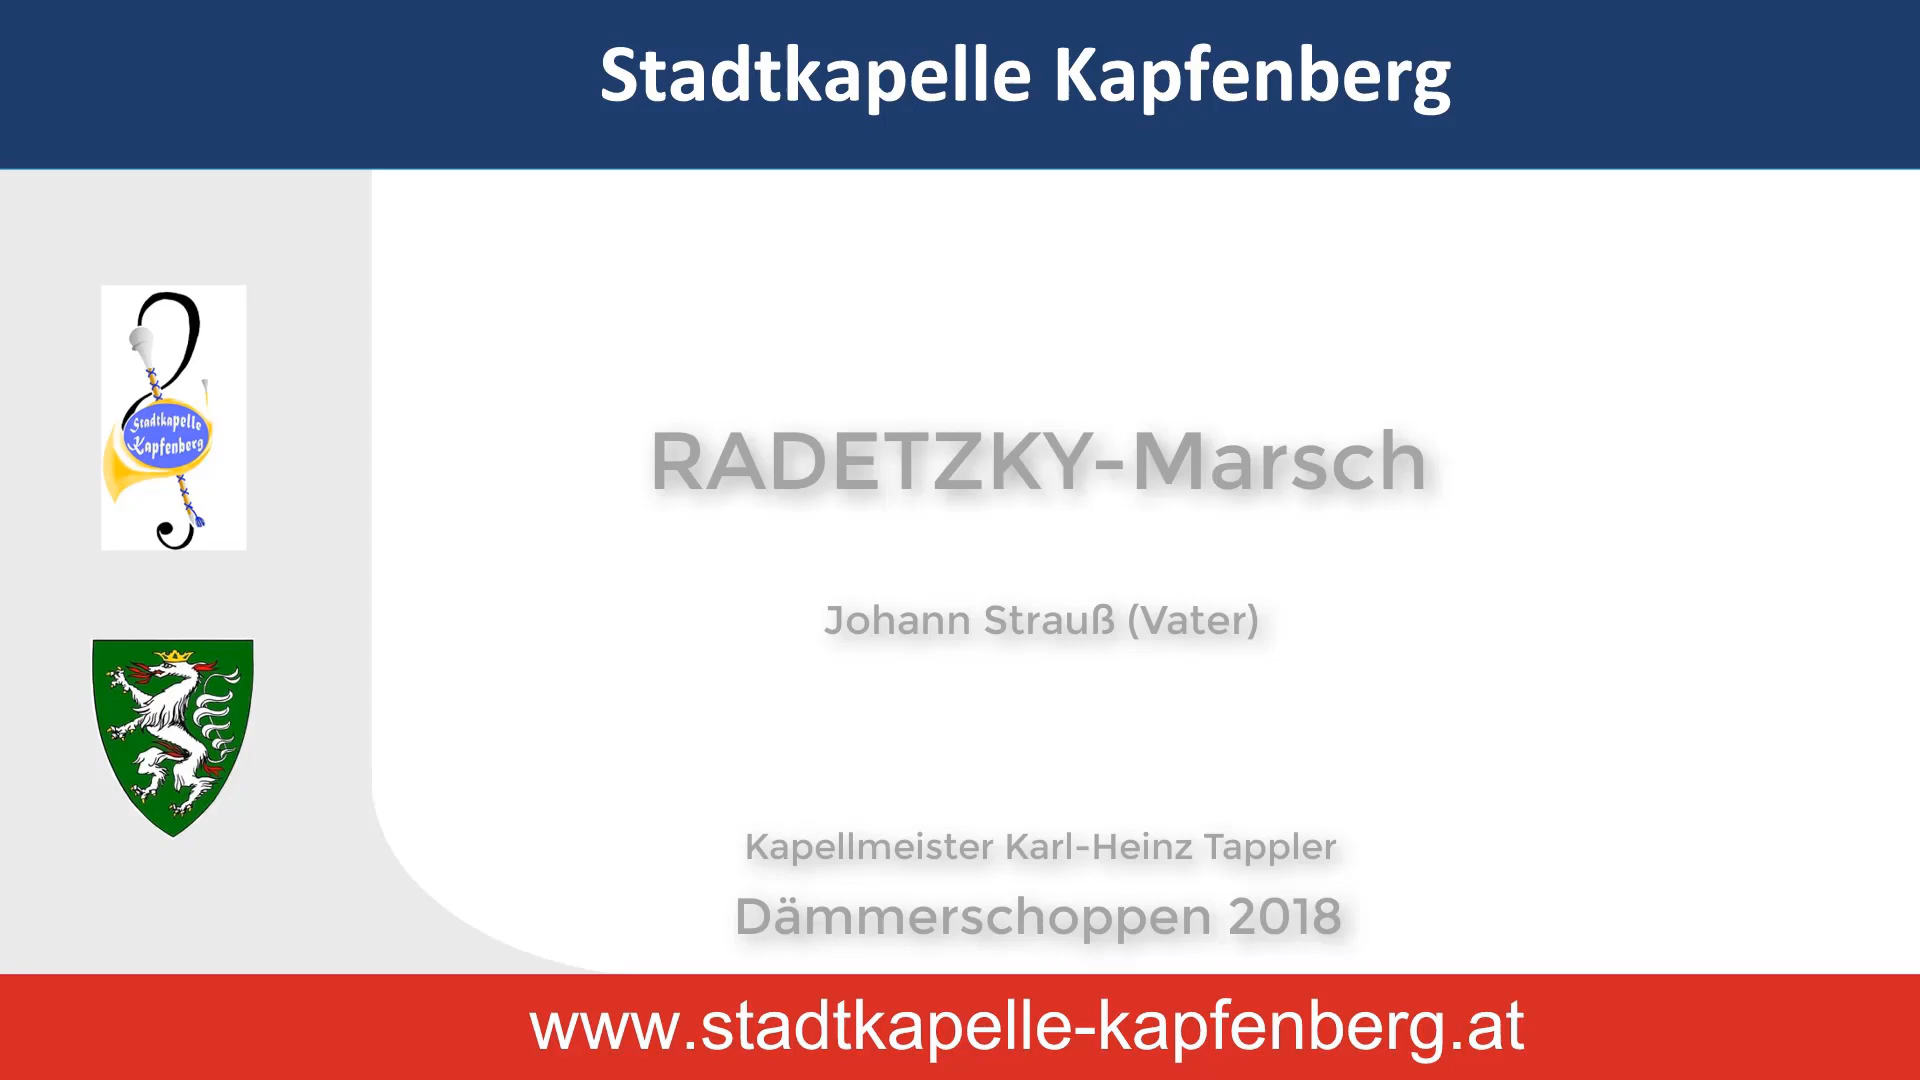 Stadtkapelle Kapfenberg
Stadtkapelle
Kapfenberg
RADETZKY-Marsch
Johann Strauß (Vater)
Kapellmeister Karl-Heinz Tappler
Dämmerschoppen 2018
www.stadtkapelle-kapfenberg.at